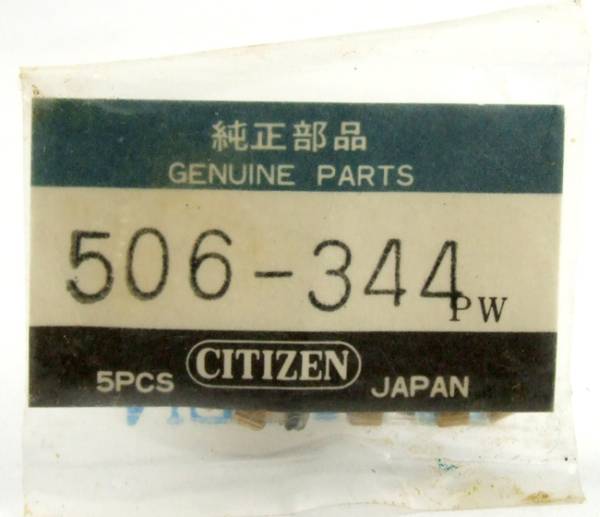 純正部品
GENUINE PARTS
506-344PW
5PCS CITIZEN JAPAN